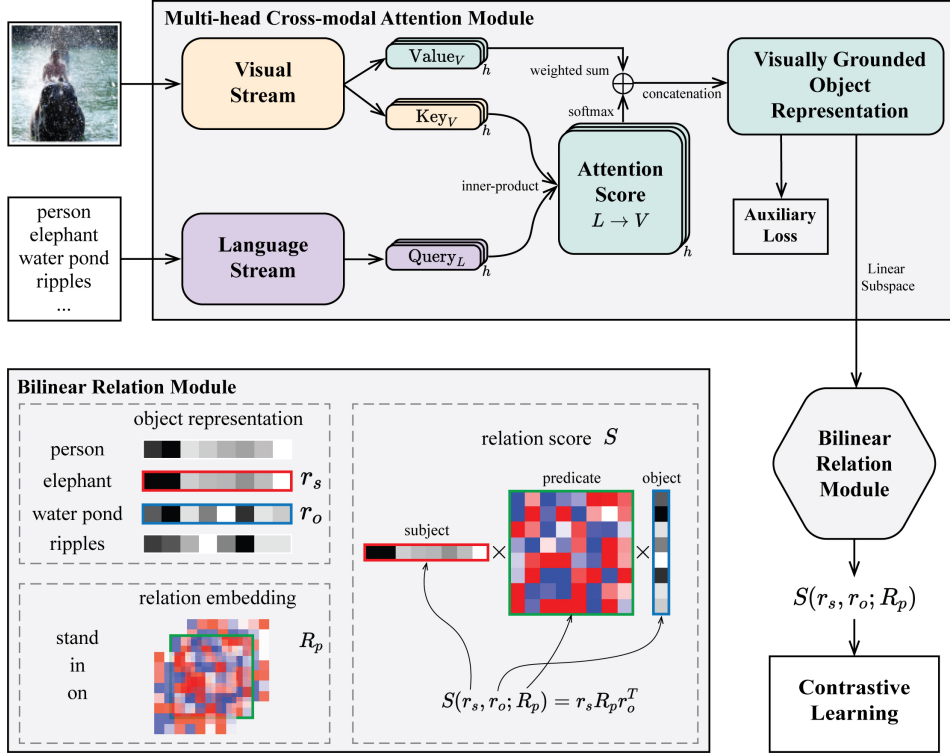 Multi-head Cross-modal Attention Module
Visual
Stream
Value_V
h
Key_V
h
weighted sum
softmax
concatenation
inner-product
Attention
Score
L → V
h
Visually Grounded
Object
Representation
Auxiliary
Loss
Linear
Subspace
person
elephant
water pond
ripples
...
Language
Stream
Query_L
h
Bilinear Relation Module
object representation
person
elephant
r_s
water pond
r_o
ripples
relation embedding
stand
in
on
R_p
relation score S
predicate
object
subject
×
×
S(r_s, r_o; R_p) = r_s R_p r_o^T
Bilinear
Relation
Module
S(r_s, r_o; R_p)
Contrastive
Learning